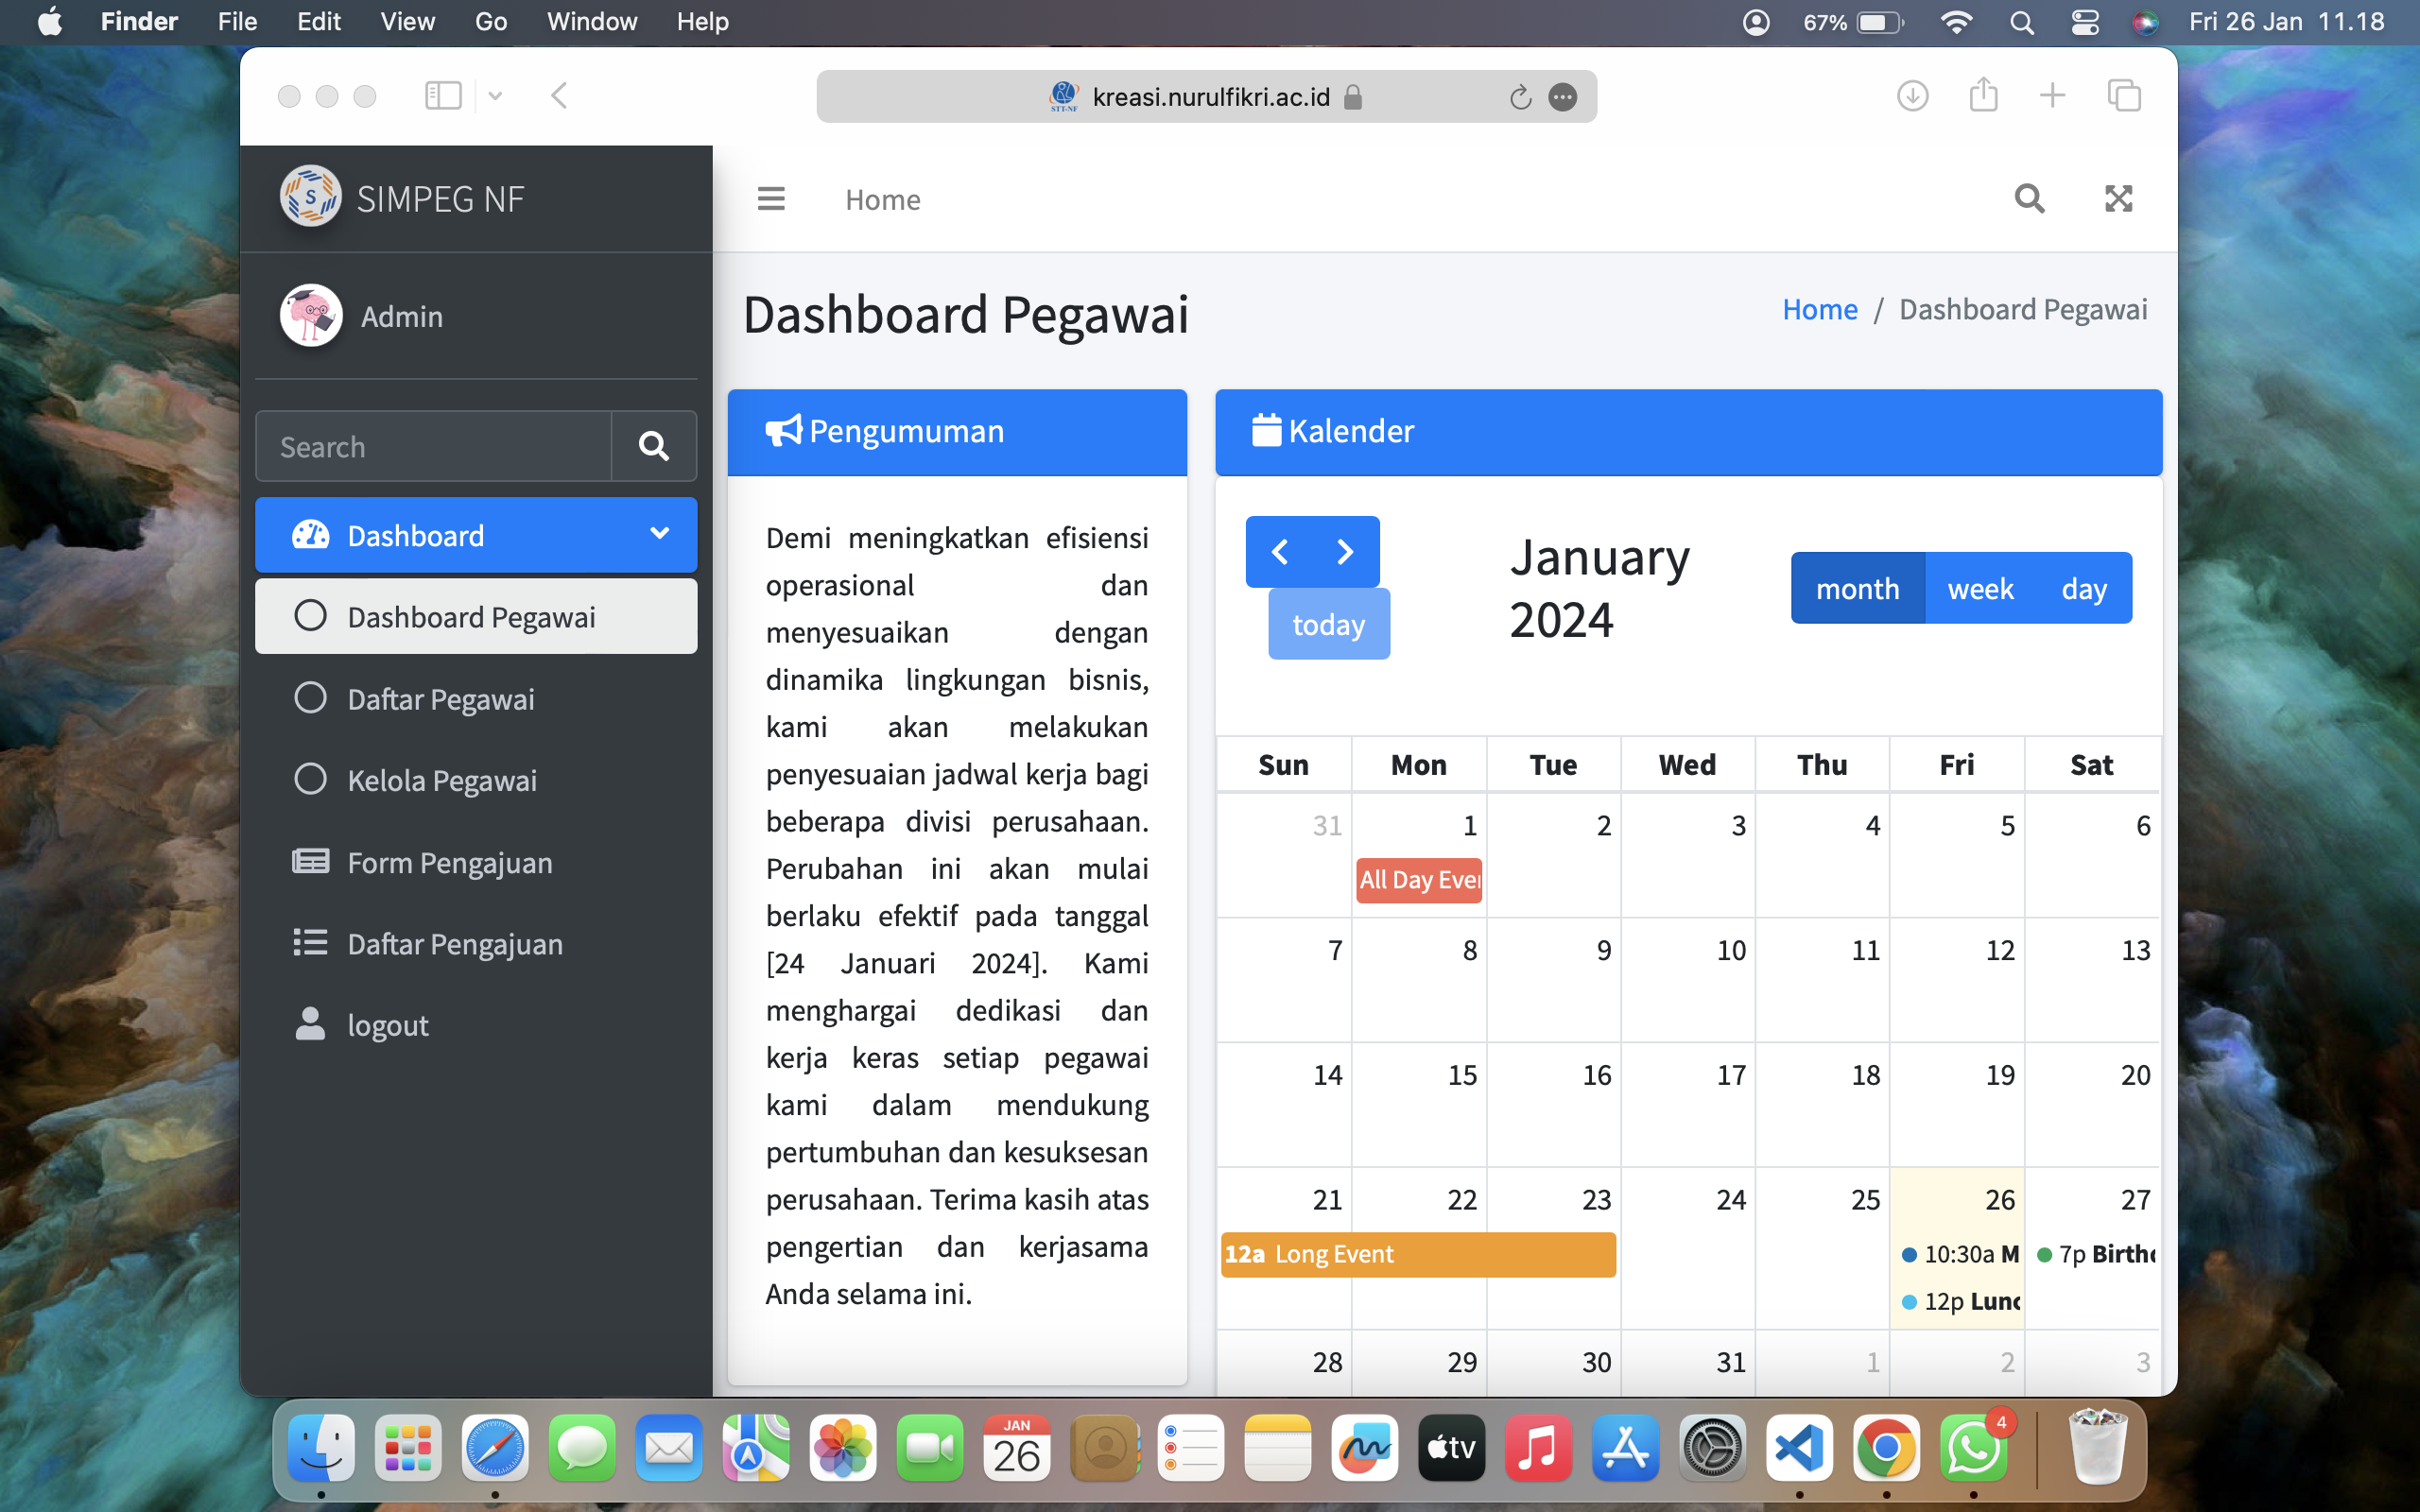 Finder File Edit View Go Window Help 67% Fri 26 Jan 11.18
STT-NF kreasi.nurulfikri.ac.id
S SIMPEG NF
Home
Admin
Dashboard Pegawai
Home / Dashboard Pegawai
Search
Dashboard
Dashboard Pegawai
Daftar Pegawai
Kelola Pegawai
Form Pengajuan
Daftar Pengajuan
logout
Pengumuman
Demi meningkatkan efisiensi
operasional dan
menyesuaikan dengan
dinamika lingkungan bisnis,
kami akan melakukan
penyesuaian jadwal kerja bagi
beberapa divisi perusahaan.
Perubahan ini akan mulai
berlaku efektif pada tanggal
[24 Januari 2024]. Kami
menghargai dedikasi dan
kerja keras setiap pegawai
kami dalam mendukung
pertumbuhan dan kesuksesan
perusahaan. Terima kasih atas
pengertian dan kerjasama
Anda selama ini.
Kalender
today
January
2024
month week day
Sun Mon Tue Wed Thu Fri Sat
31 1 2 3 4 5 6
All Day Ever
7 8 9 10 11 12 13
14 15 16 17 18 19 20
21 22 23 24 25 26 27
12a Long Event 10:30a M 7p Birthd
12p Lunc
28 29 30 31 1 2 3
JAN
26
tv
4